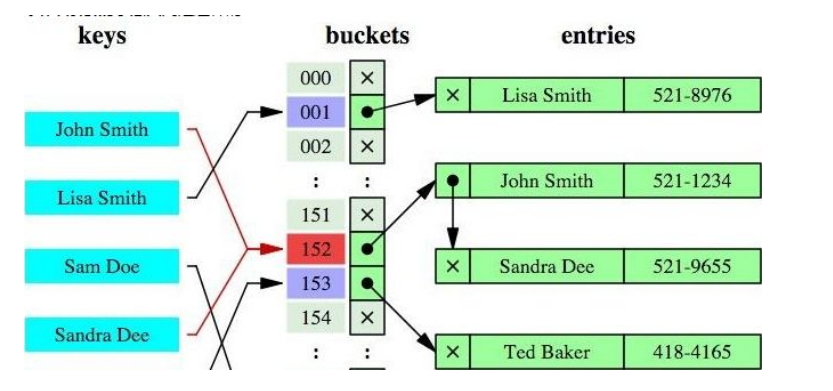 keys buckets entries
000 ×
001 × Lisa Smith 521-8976
John Smith
002 ×
: :
John Smith 521-1234
Lisa Smith
151 ×
152
Sam Doe
× Sandra Dee 521-9655
153
154 ×
Sandra Dee
: :
× Ted Baker 418-4165